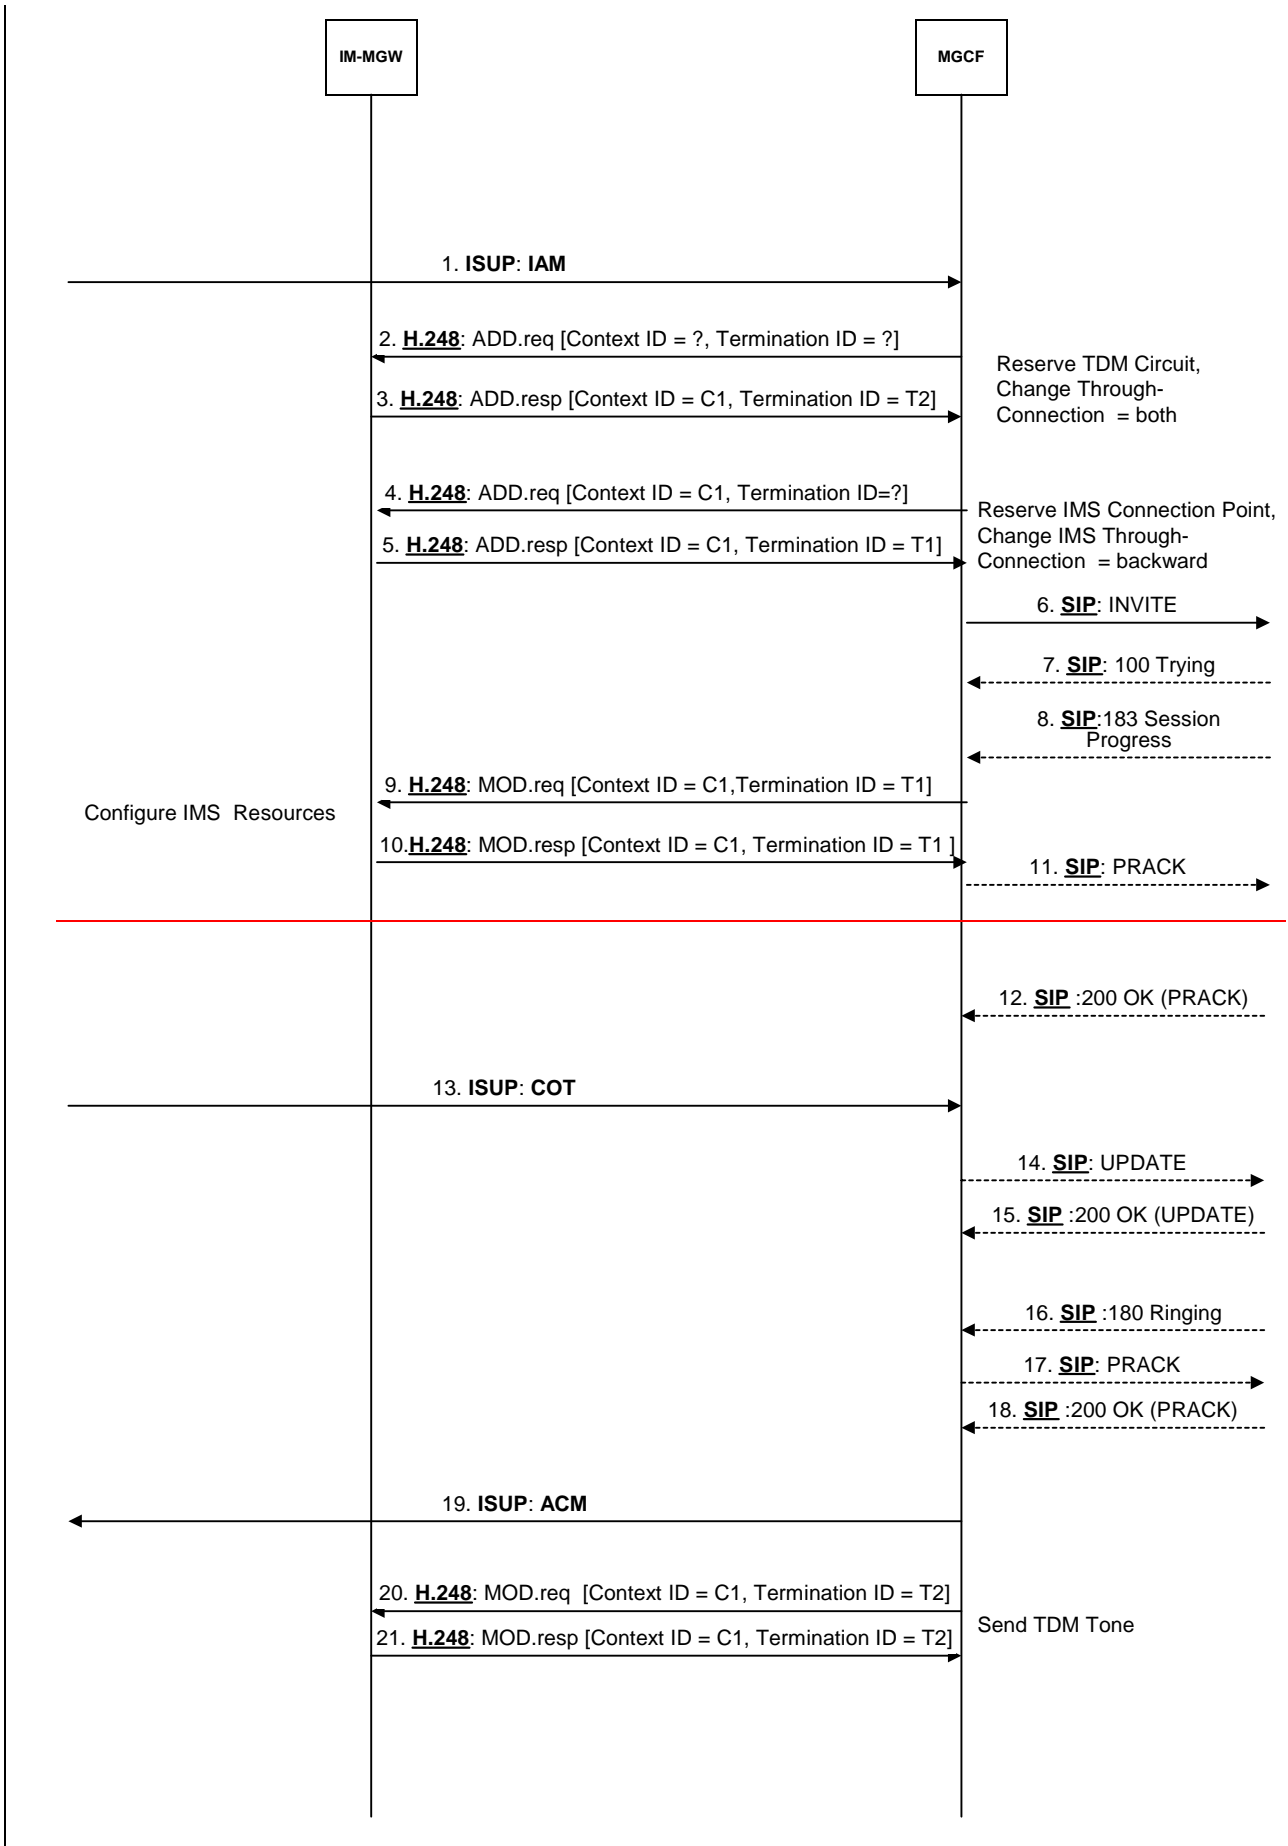 IM-MGW
MGCF
1. ISUP: IAM
2. H.248: ADD.req [Context ID = ?, Termination ID = ?]
3. H.248: ADD.resp [Context ID = C1, Termination ID = T2]
Reserve TDM Circuit,
Change Through-
Connection = both
4. H.248: ADD.req [Context ID = C1, Termination ID=?]
5. H.248: ADD.resp [Context ID = C1, Termination ID = T1]
Reserve IMS Connection Point,
Change IMS Through-
Connection = backward
6. SIP: INVITE
7. SIP: 100 Trying
8. SIP:183 Session
Progress
9. H.248: MOD.req [Context ID = C1,Termination ID = T1]
Configure IMS Resources
10.H.248: MOD.resp [Context ID = C1, Termination ID = T1 ]
11. SIP: PRACK
12. SIP :200 OK (PRACK)
13. ISUP: COT
14. SIP: UPDATE
15. SIP :200 OK (UPDATE)
16. SIP :180 Ringing
17. SIP: PRACK
18. SIP :200 OK (PRACK)
19. ISUP: ACM
20. H.248: MOD.req [Context ID = C1, Termination ID = T2]
21. H.248: MOD.resp [Context ID = C1, Termination ID = T2]
Send TDM Tone